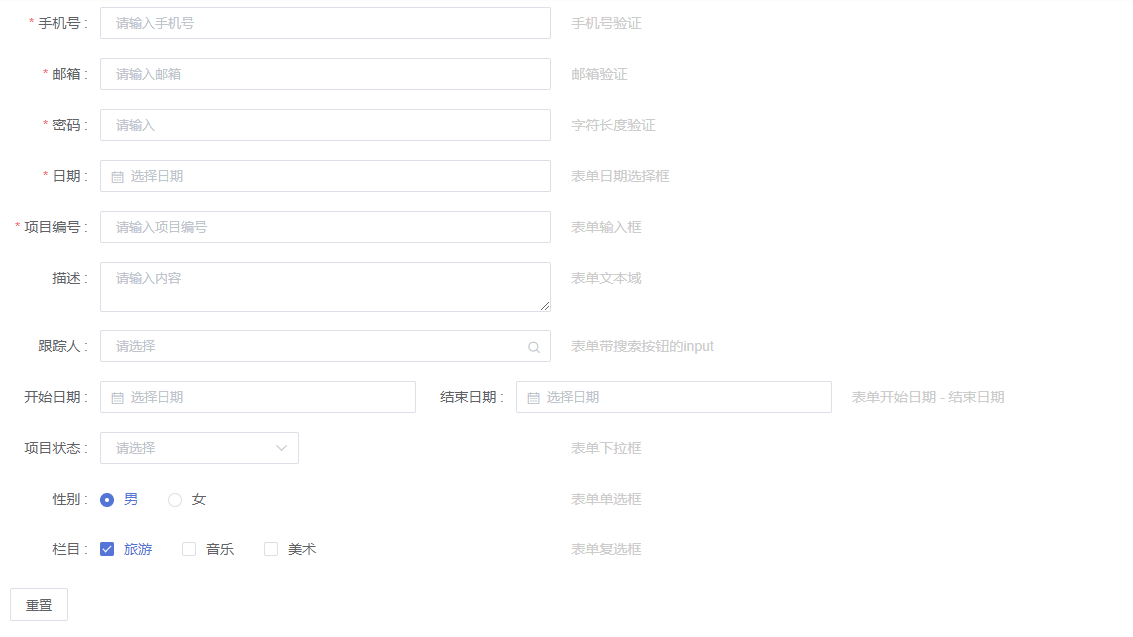 * 手机号 : 请输入手机号 手机号验证
* 邮箱 : 请输入邮箱 邮箱验证
* 密码 : 请输入 字符长度验证
* 日期 : 选择日期 表单日期选择框
* 项目编号 : 请输入项目编号 表单输入框
描述 : 请输入内容 表单文本域
跟踪人 : 请选择 表单带搜索按钮的input
开始日期 : 选择日期 结束日期 : 选择日期 表单开始日期 - 结束日期
项目状态 : 请选择 表单下拉框
性别 : 男 女 表单单选框
栏目 : 旅游 音乐 美术 表单复选框
重置